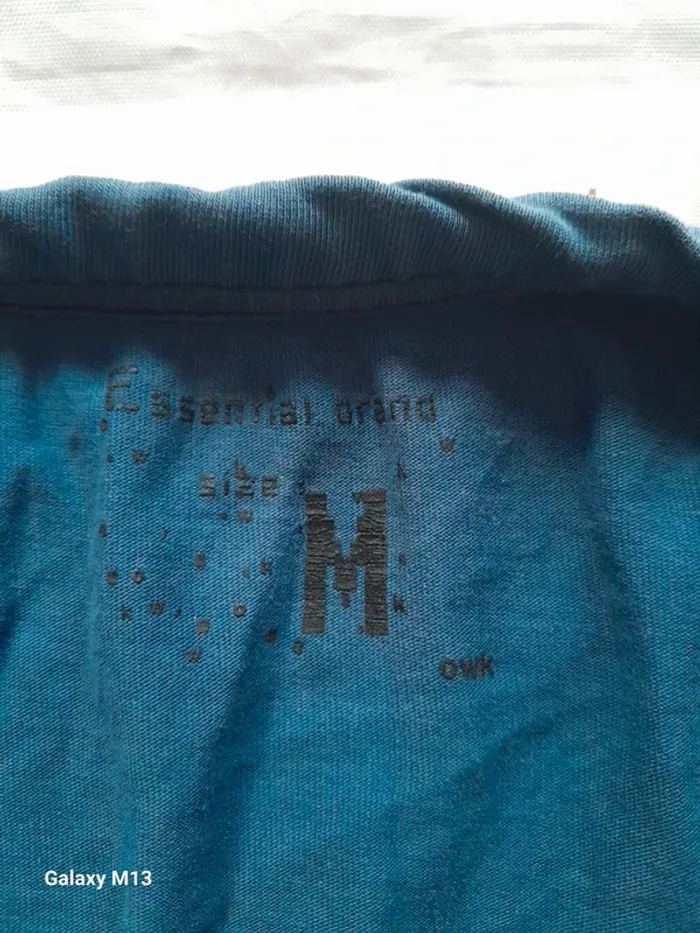 Essential brand
size
M
owk
Galaxy M13